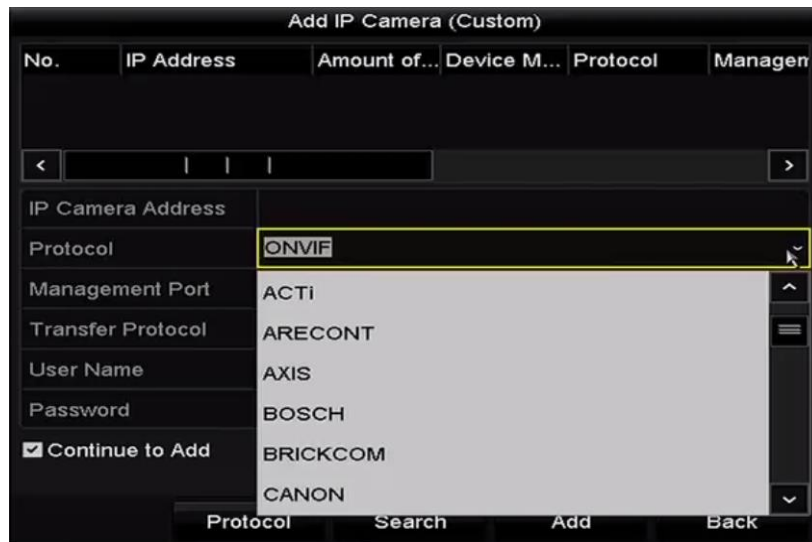 Add IP Camera (Custom)
No. IP Address Amount of... Device M... Protocol Managem
IP Camera Address
Protocol ONVIF
Management Port ACTi
Transfer Protocol ARECONT
User Name AXIS
Password BOSCH
Continue to Add BRICKCOM
CANON
Protocol Search Add Back